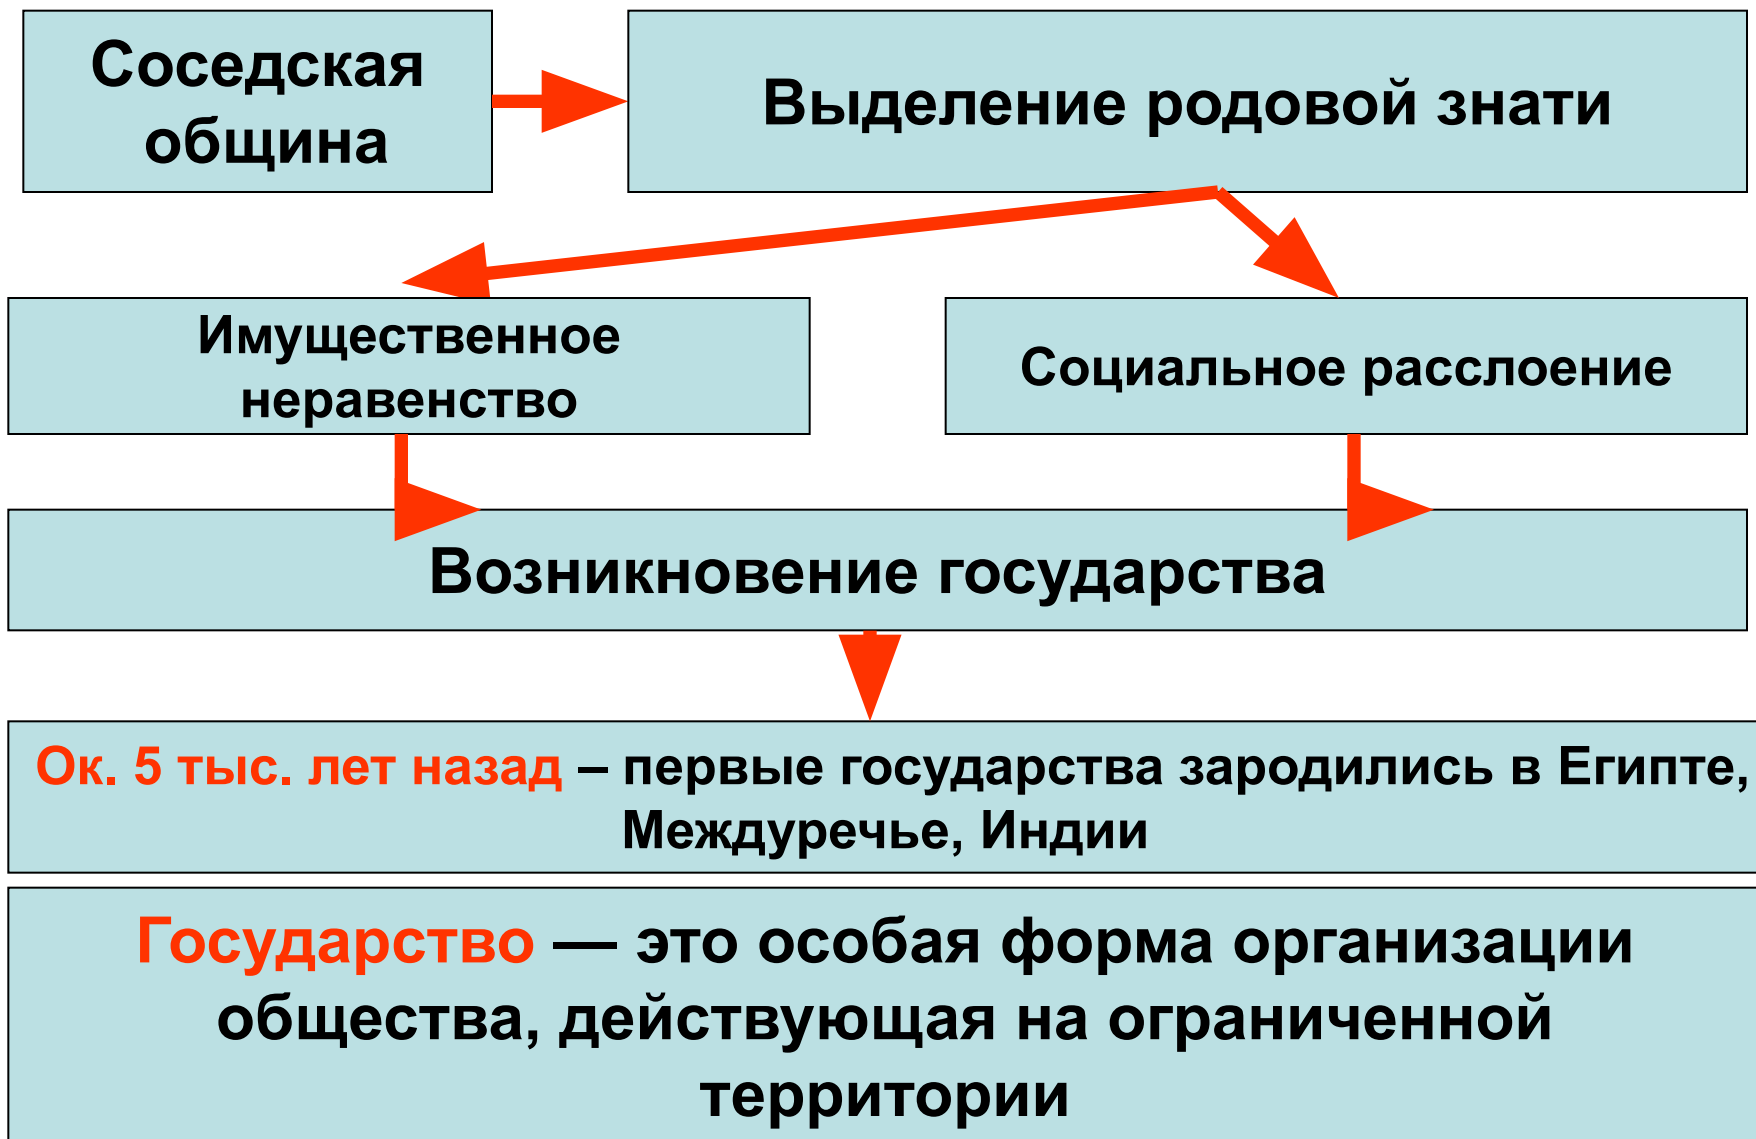 Соседская
община
Выделение родовой знати
Имущественное
неравенство
Социальное расслоение
Возникновение государства
Ок. 5 тыс. лет назад – первые государства зародились в Египте,
Междуречье, Индии
Государство — это особая форма организации
общества, действующая на ограниченной
территории